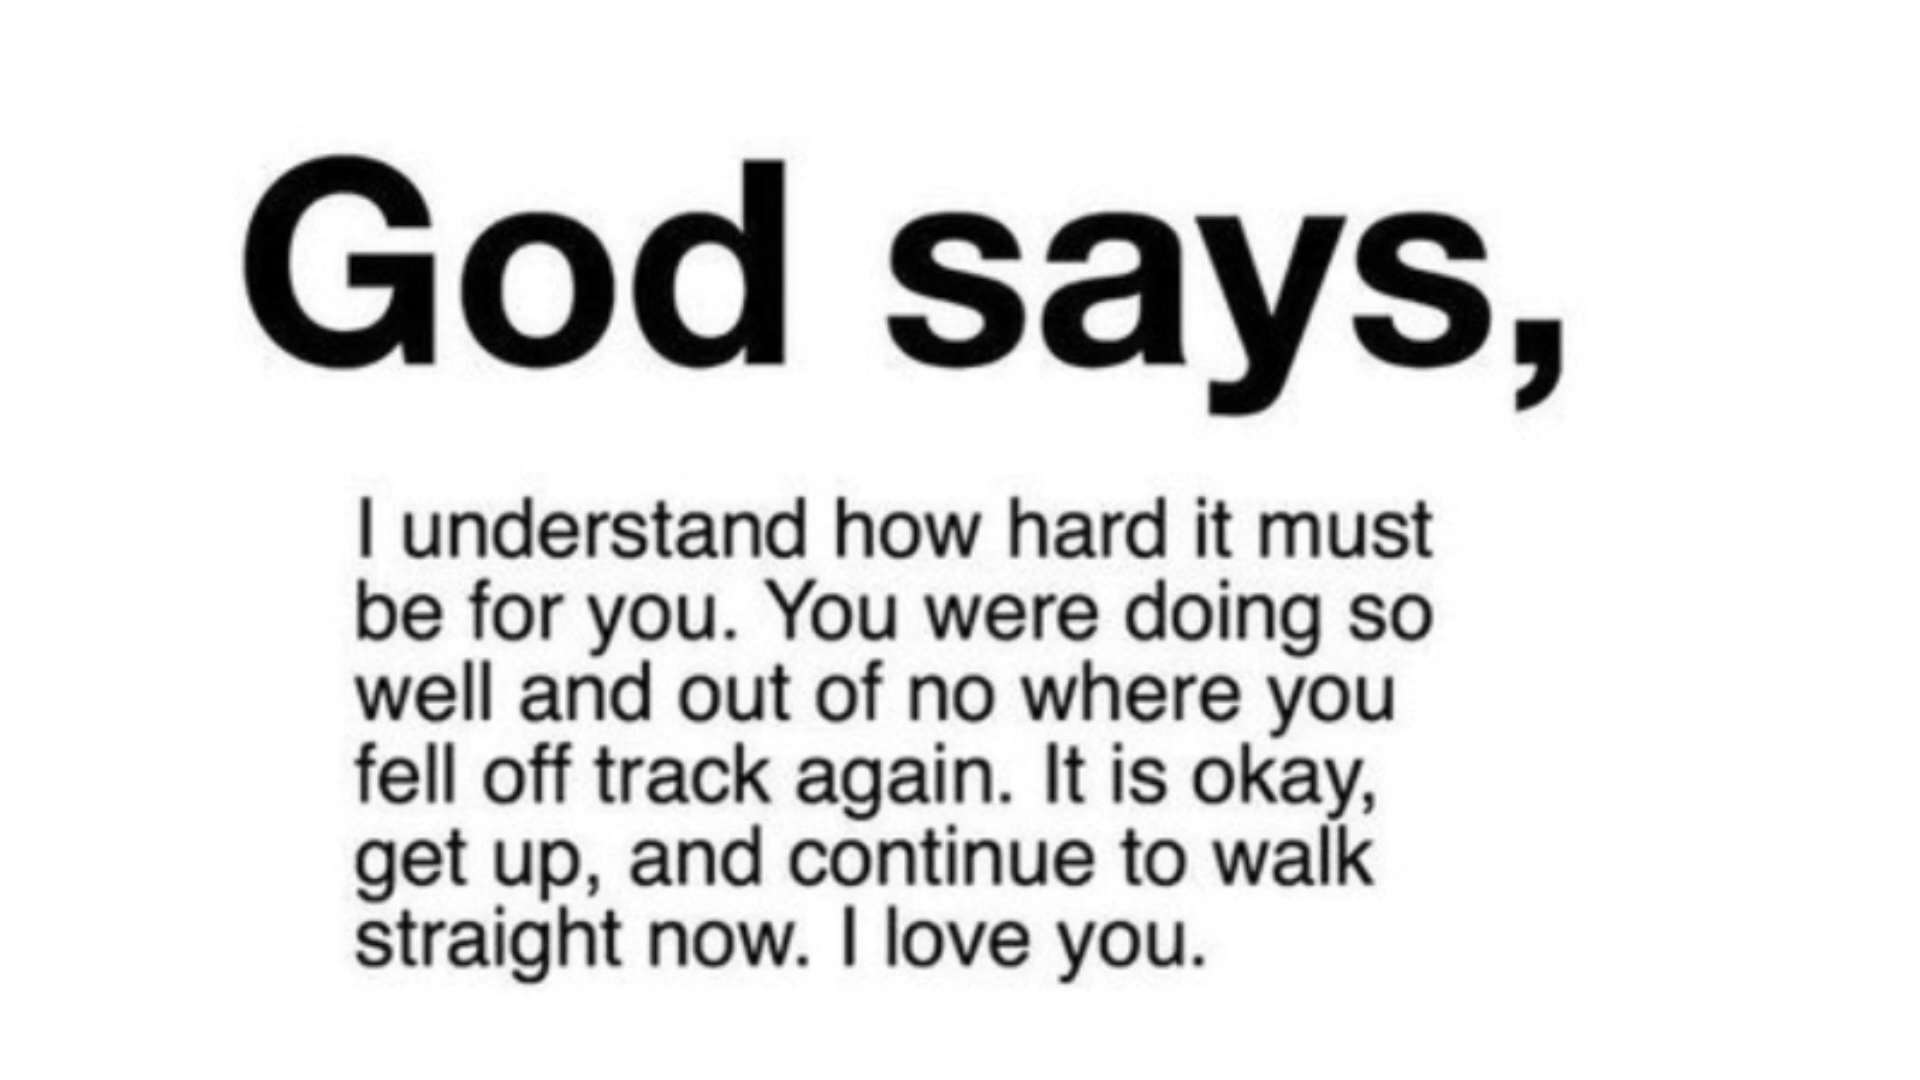 God says,
I understand how hard it must
be for you. You were doing so
well and out of no where you
fell off track again. It is okay,
get up, and continue to walk
straight now. I love you.